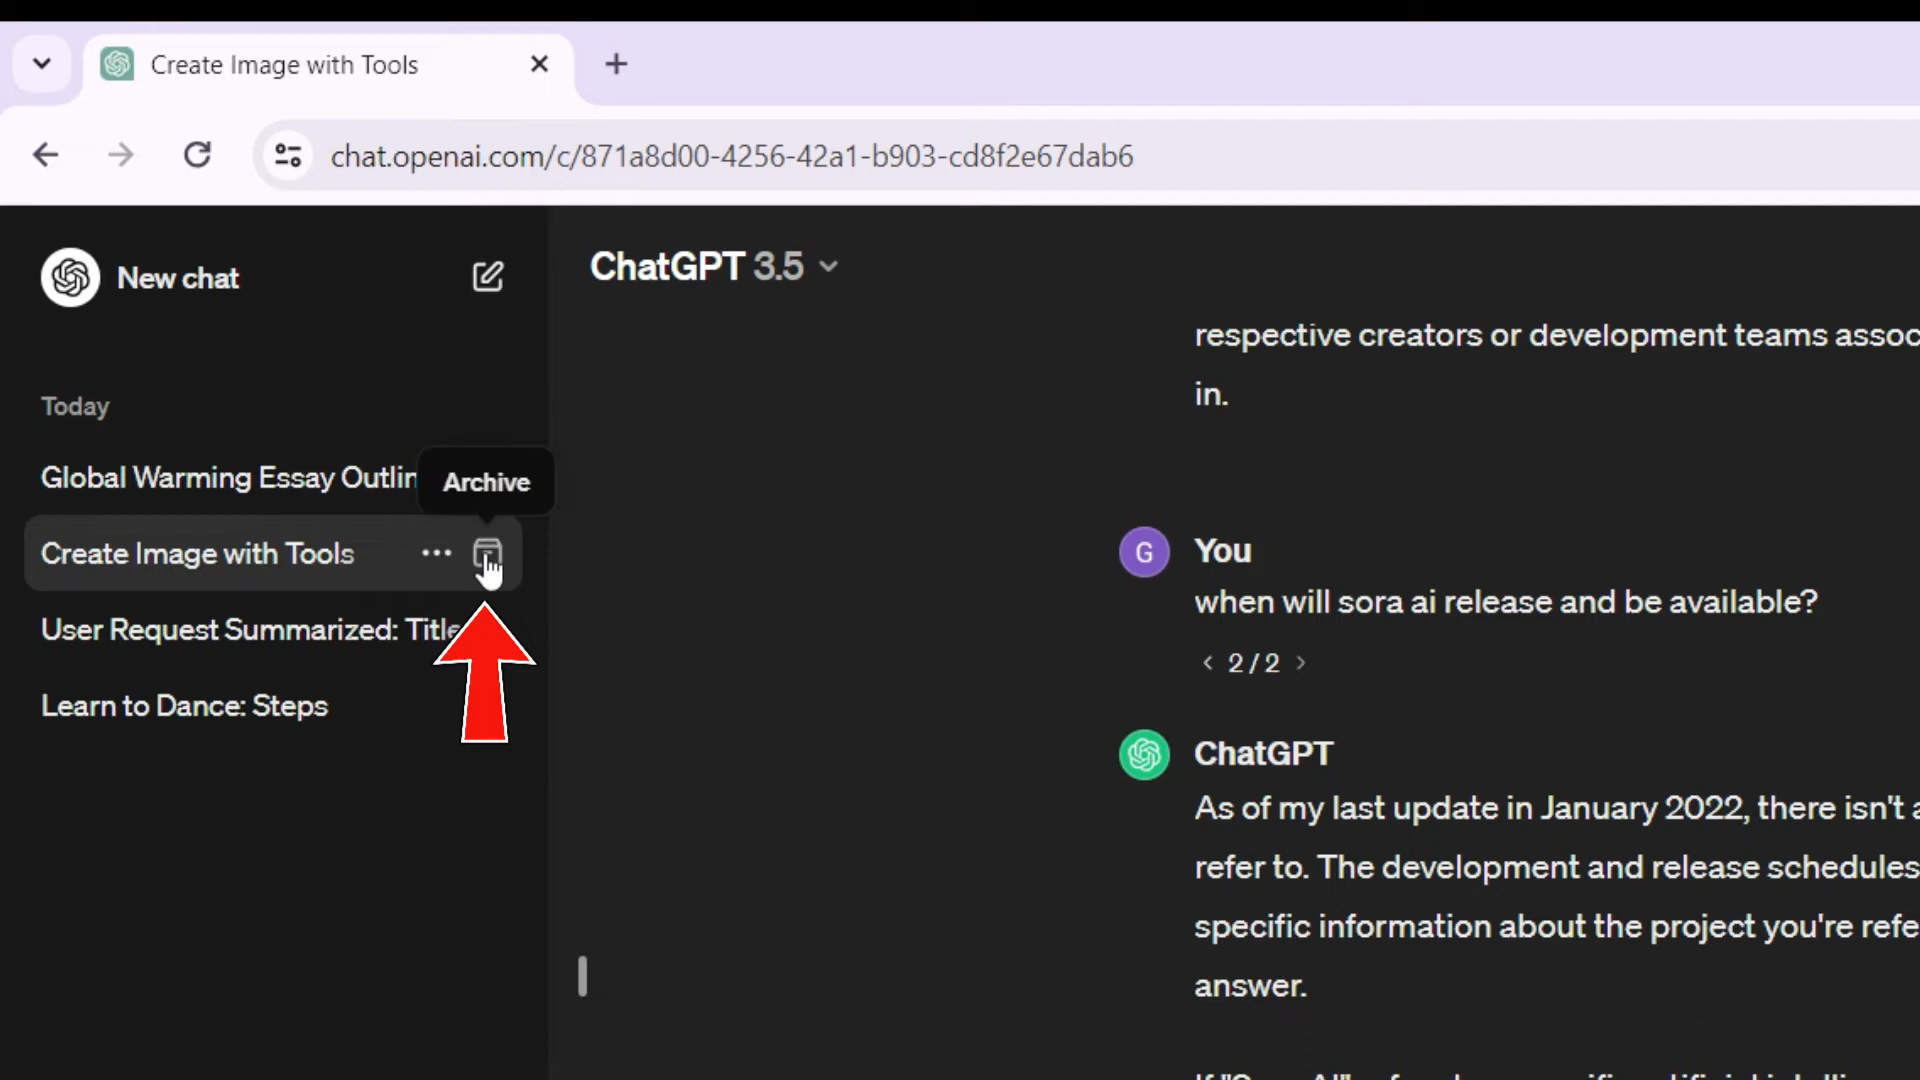 Create Image with Tools
chat.openai.com/c/871a8d00-4256-42a1-b903-cd8f2e67dab6
New chat
ChatGPT 3.5
respective creators or development teams assoc
in.
Today
Global Warming Essay Outlin
Archive
Create Image with Tools
User Request Summarized: Title
Learn to Dance: Steps
G
You
when will sora ai release and be available?
2/2
ChatGPT
As of my last update in January 2022, there isn't a
refer to. The development and release schedules
specific information about the project you're refe
answer.